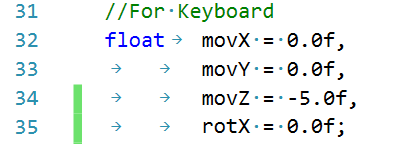 31 //For Keyboard
32 float movX = 0.0f,
33 movY = 0.0f,
34 movZ = -5.0f,
35 rotX = 0.0f;